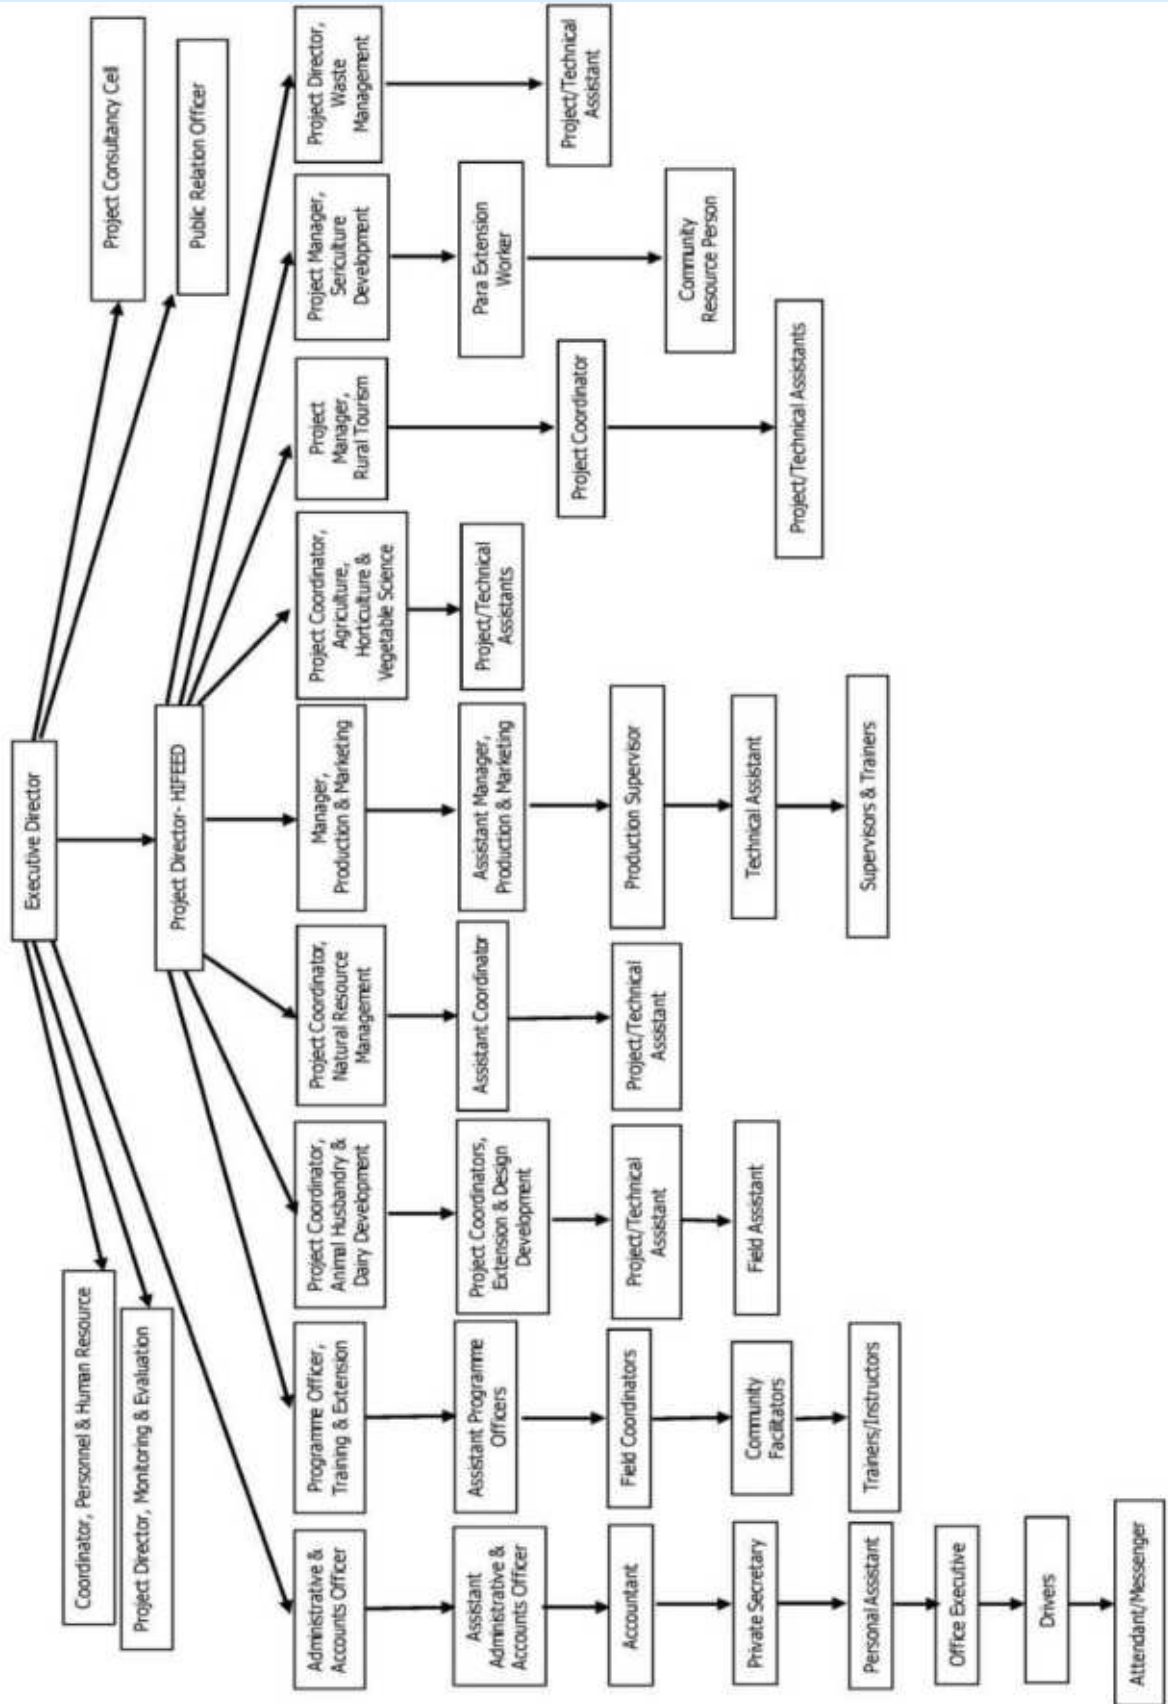 Executive Director
Project Consultancy Cell
Public Relation Officer
Coordinator, Personnel & Human Resource
Project Director, Monitoring & Evaluation
Project Director- HIFEED
Administrative &
Accounts Officer
Programme Officer,
Training & Extension
Project Coordinator,
Animal Husbandry &
Dairy Development
Project Coordinator,
Natural Resource
Management
Manager,
Production & Marketing
Project Coordinator,
Agriculture,
Horticulture &
Vegetable Science
Project
Manager,
Rural Tourism
Project Manager,
Sericulture
Development
Project Director,
Waste
Management
Assistant
Administrative &
Accounts Officer
Assistant Programme
Officers
Project Coordinators,
Extension & Design
Development
Assistant Coordinator
Assistant Manager,
Production & Marketing
Project/Technical
Assistants
Project Coordinator
Para Extension
Worker
Project/Technical
Assistant
Accountant
Field Coordinators
Project/Technical
Assistant
Project/Technical
Assistant
Production Supervisor
Community
Resource Person
Private Secretary
Community
Facilitators
Field Assistant
Technical Assistant
Project/Technical Assistants
Personal Assistant
Trainers/Instructors
Supervisors & Trainers
Office Executive
Drivers
Attendant/Messenger